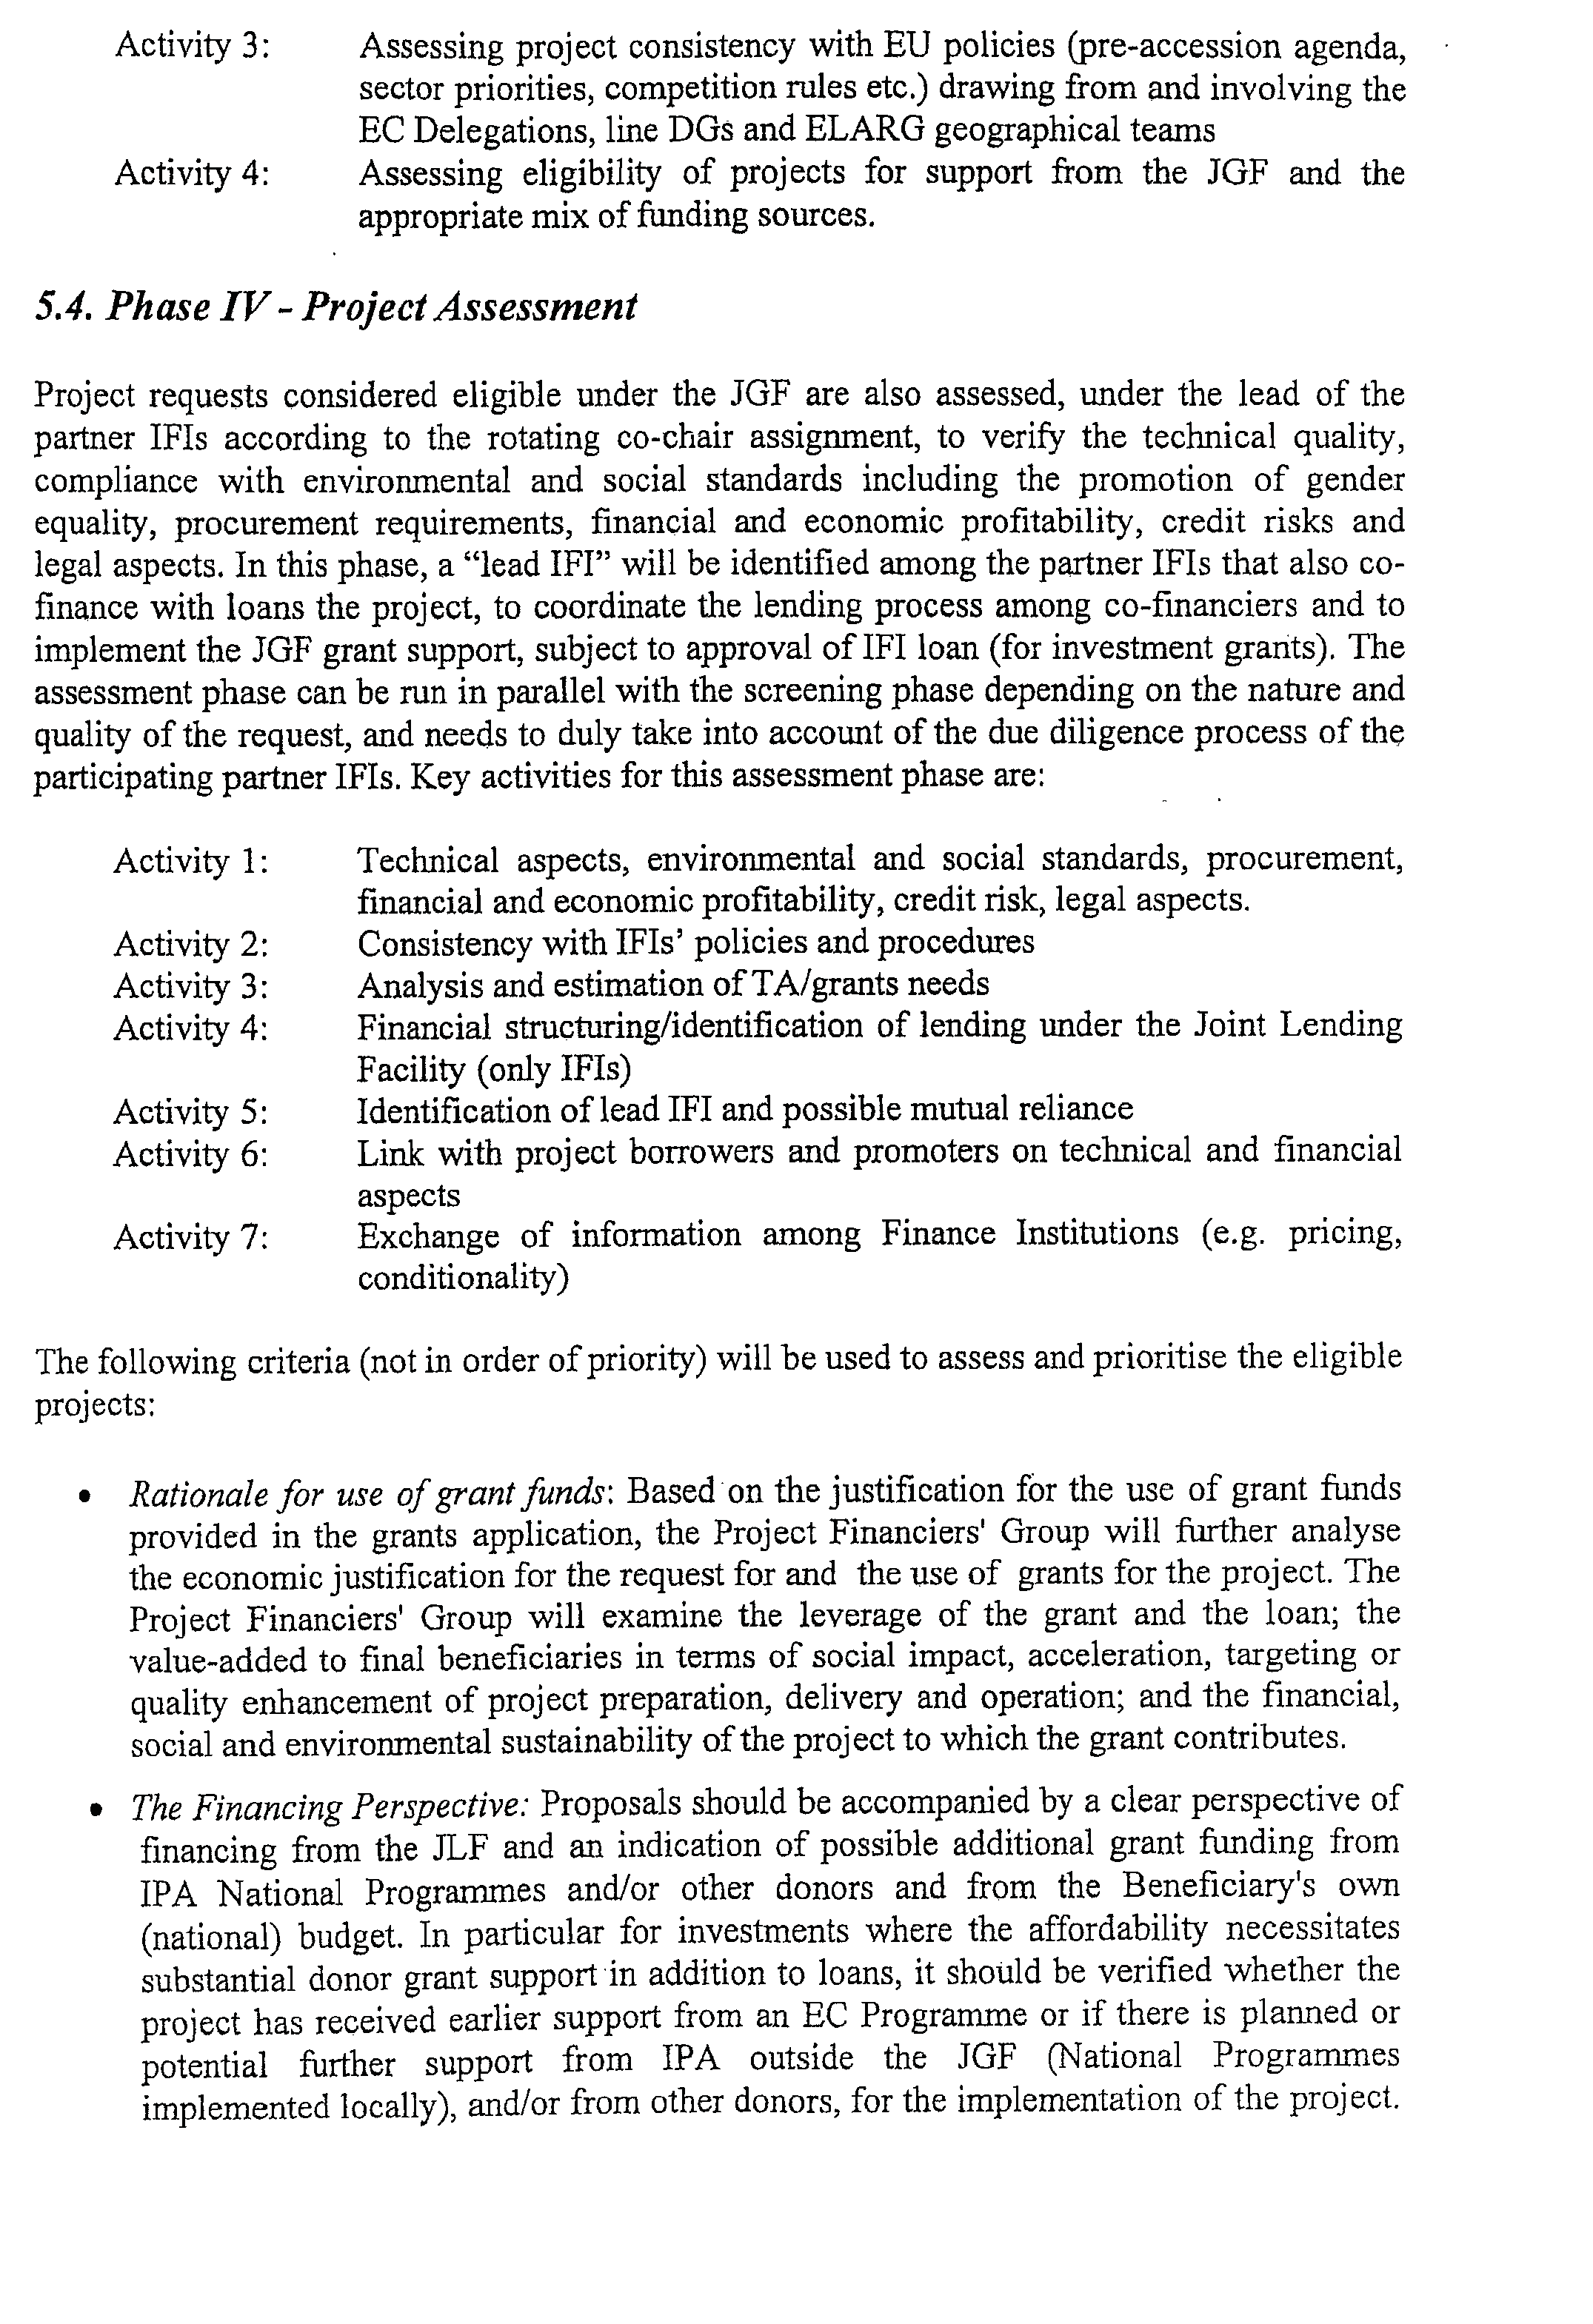 Activity 3: Assessing project consistency with EU policies (pre-accession agenda,
sector priorities, competition rules etc.) drawing from and involving the
EC Delegations, line DGs and ELARG geographical teams
Activity 4: Assessing eligibility of projects for support from the JGF and the
appropriate mix of funding sources.
5.4. Phase IV - Project Assessment
Project requests considered eligible under the JGF are also assessed, under the lead of the
partner IFIs according to the rotating co-chair assignment, to verify the technical quality,
compliance with environmental and social standards including the promotion of gender
equality, procurement requirements, financial and economic profitability, credit risks and
legal aspects. In this phase, a “lead IFI” will be identified among the partner IFIs that also co-
finance with loans the project, to coordinate the lending process among co-financiers and to
implement the JGF grant support, subject to approval of IFI loan (for investment grants). The
assessment phase can be run in parallel with the screening phase depending on the nature and
quality of the request, and needs to duly take into account of the due diligence process of the
participating partner IFIs. Key activities for this assessment phase are:
Activity 1: Technical aspects, environmental and social standards, procurement,
financial and economic profitability, credit risk, legal aspects.
Activity 2: Consistency with IFIs’ policies and procedures
Activity 3: Analysis and estimation of TA/grants needs
Activity 4: Financial structuring/identification of lending under the Joint Lending
Facility (only IFIs)
Activity 5: Identification of lead IFI and possible mutual reliance
Activity 6: Link with project borrowers and promoters on technical and financial
aspects
Activity 7: Exchange of information among Finance Institutions (e.g. pricing,
conditionality)
The following criteria (not in order of priority) will be used to assess and prioritise the eligible
projects:
• Rationale for use of grant funds: Based on the justification for the use of grant funds
provided in the grants application, the Project Financiers' Group will further analyse
the economic justification for the request for and the use of grants for the project. The
Project Financiers' Group will examine the leverage of the grant and the loan; the
value-added to final beneficiaries in terms of social impact, acceleration, targeting or
quality enhancement of project preparation, delivery and operation; and the financial,
social and environmental sustainability of the project to which the grant contributes.
• The Financing Perspective: Proposals should be accompanied by a clear perspective of
financing from the JLF and an indication of possible additional grant funding from
IPA National Programmes and/or other donors and from the Beneficiary's own
(national) budget. In particular for investments where the affordability necessitates
substantial donor grant support in addition to loans, it should be verified whether the
project has received earlier support from an EC Programme or if there is planned or
potential further support from IPA outside the JGF (National Programmes
implemented locally), and/or from other donors, for the implementation of the project.